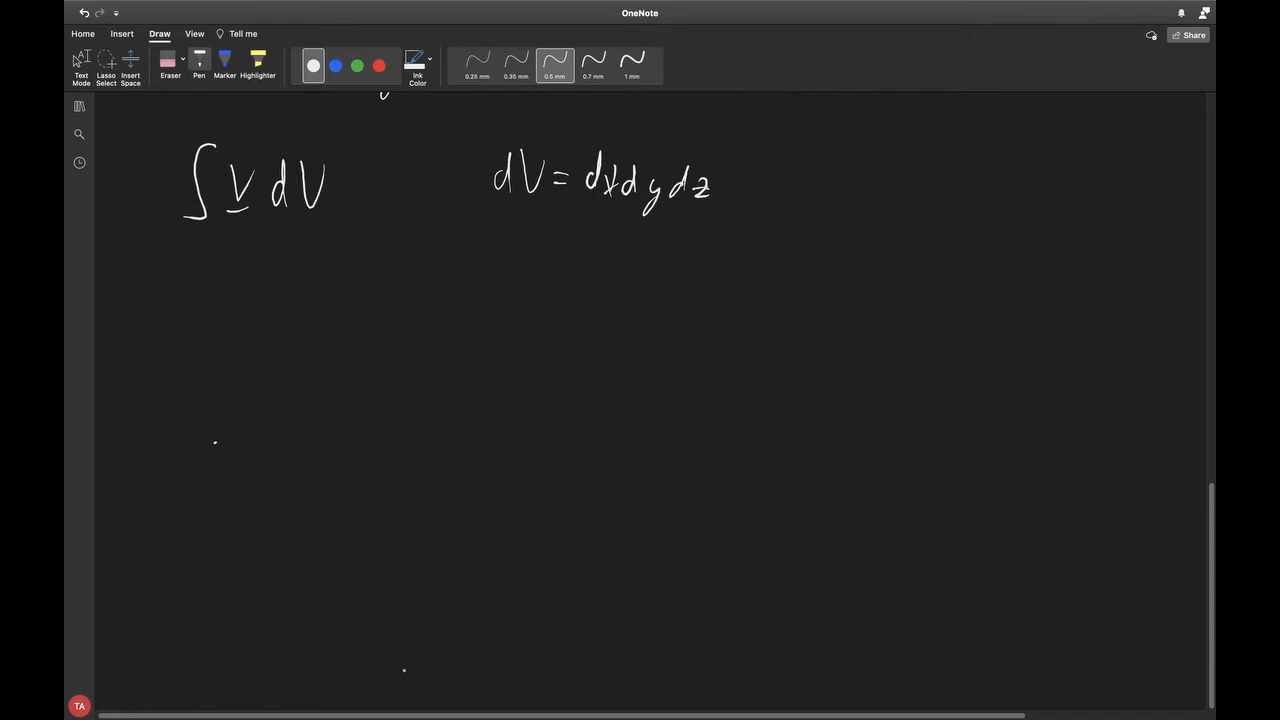 OneNote
Home Insert Draw View Tell me
Share
Text Mode Lasso Select Insert Space Eraser Pen Marker Highlighter Ink Color 0.25 mm 0.35 mm 0.5 mm 0.7 mm 1 mm
∫ V̲ dV dV = dxdydz
TA